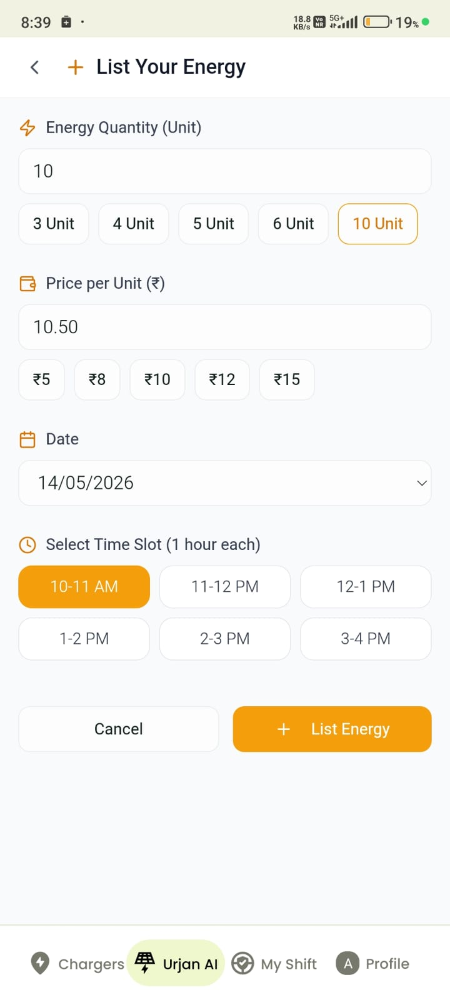 8:39 18.8 KB/s Vo NR 5G+ 19%
List Your Energy
Energy Quantity (Unit)
10
3 Unit 4 Unit 5 Unit 6 Unit 10 Unit
Price per Unit (₹)
10.50
₹5 ₹8 ₹10 ₹12 ₹15
Date
14/05/2026
Select Time Slot (1 hour each)
10-11 AM 11-12 PM 12-1 PM
1-2 PM 2-3 PM 3-4 PM
Cancel + List Energy
Chargers Urjan AI My Shift A Profile